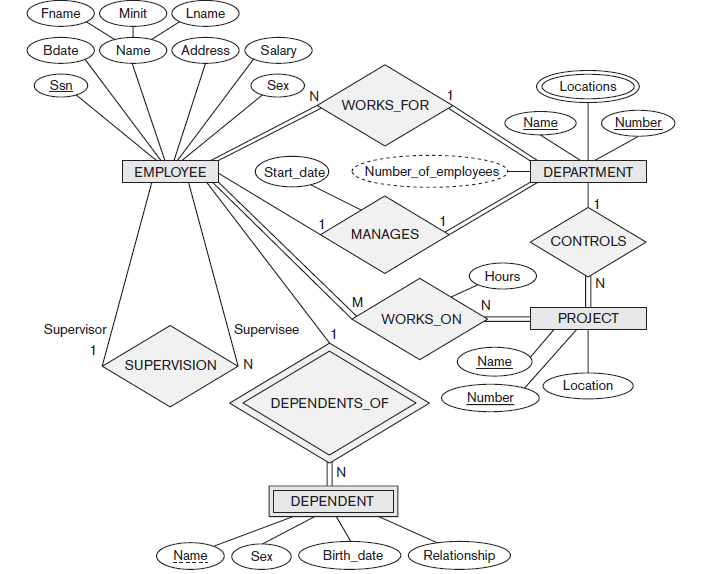 Fname
Minit
Lname
Bdate
Name
Address
Salary
Ssn
Sex
N
WORKS_FOR
1
Locations
Name
Number
EMPLOYEE
Start_date
Number_of_employees
DEPARTMENT
1
MANAGES
1
1
CONTROLS
N
Hours
M
WORKS_ON
N
PROJECT
Supervisor
1
SUPERVISION
Supervisee
N
1
Name
Number
Location
DEPENDENTS_OF
N
DEPENDENT
Name
Sex
Birth_date
Relationship